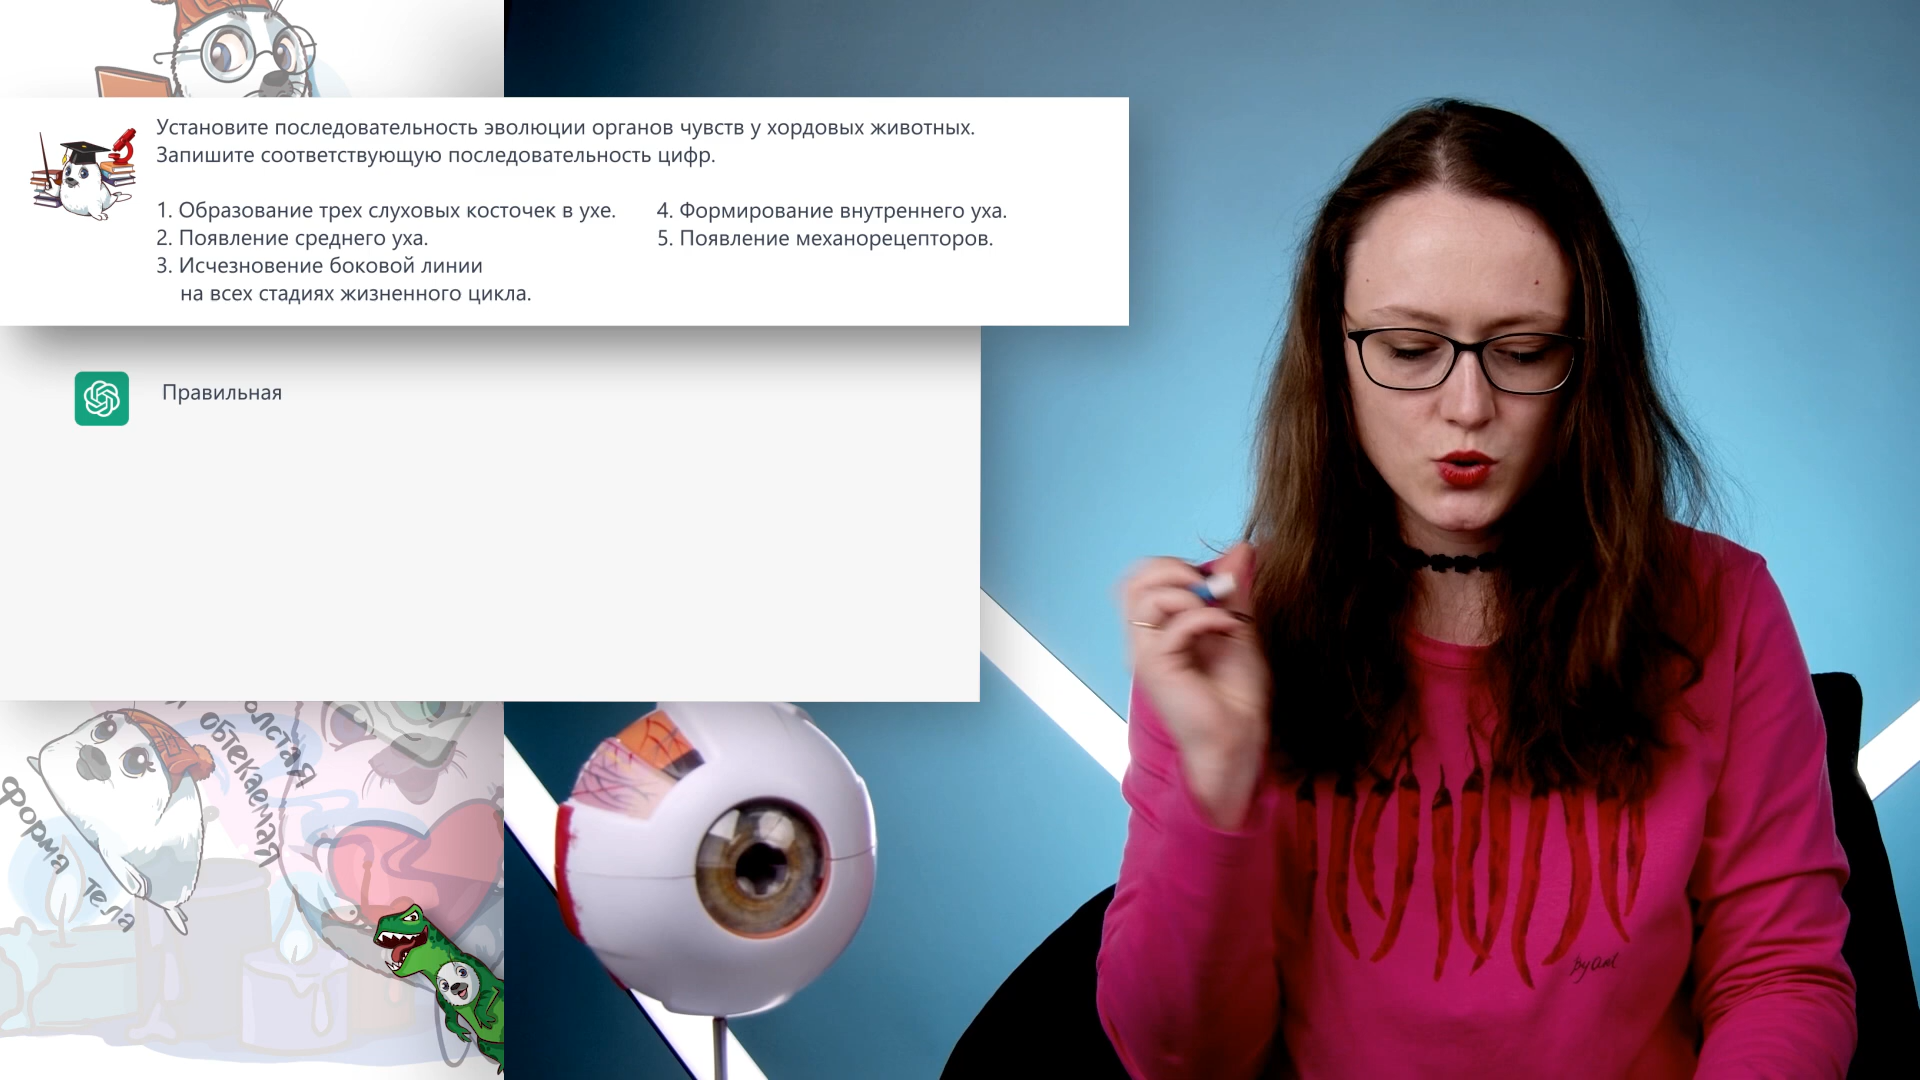 Установите последовательность эволюции органов чувств у хордовых животных.
Запишите соответствующую последовательность цифр.
1. Образование трех слуховых косточек в ухе.
2. Появление среднего уха.
3. Исчезновение боковой линии
на всех стадиях жизненного цикла.
4. Формирование внутреннего уха.
5. Появление механорецепторов.
Правильная
обтекаемая
форма тела